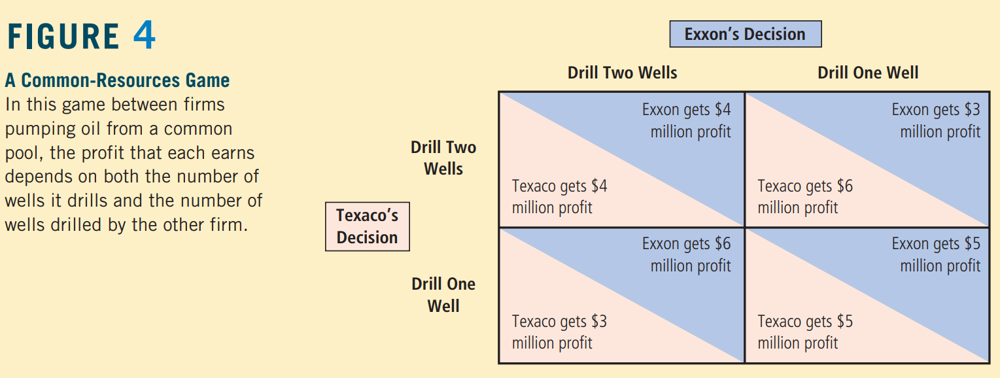 FIGURE 4
A Common-Resources Game
In this game between firms
pumping oil from a common
pool, the profit that each earns
depends on both the number of
wells it drills and the number of
wells drilled by the other firm.
Exxon's Decision
Drill Two Wells
Drill One Well
Texaco's
Decision
Drill Two
Wells
Exxon gets $4
million profit
Texaco gets $4
million profit
Exxon gets $3
million profit
Texaco gets $6
million profit
Drill One
Well
Exxon gets $6
million profit
Texaco gets $3
million profit
Exxon gets $5
million profit
Texaco gets $5
million profit